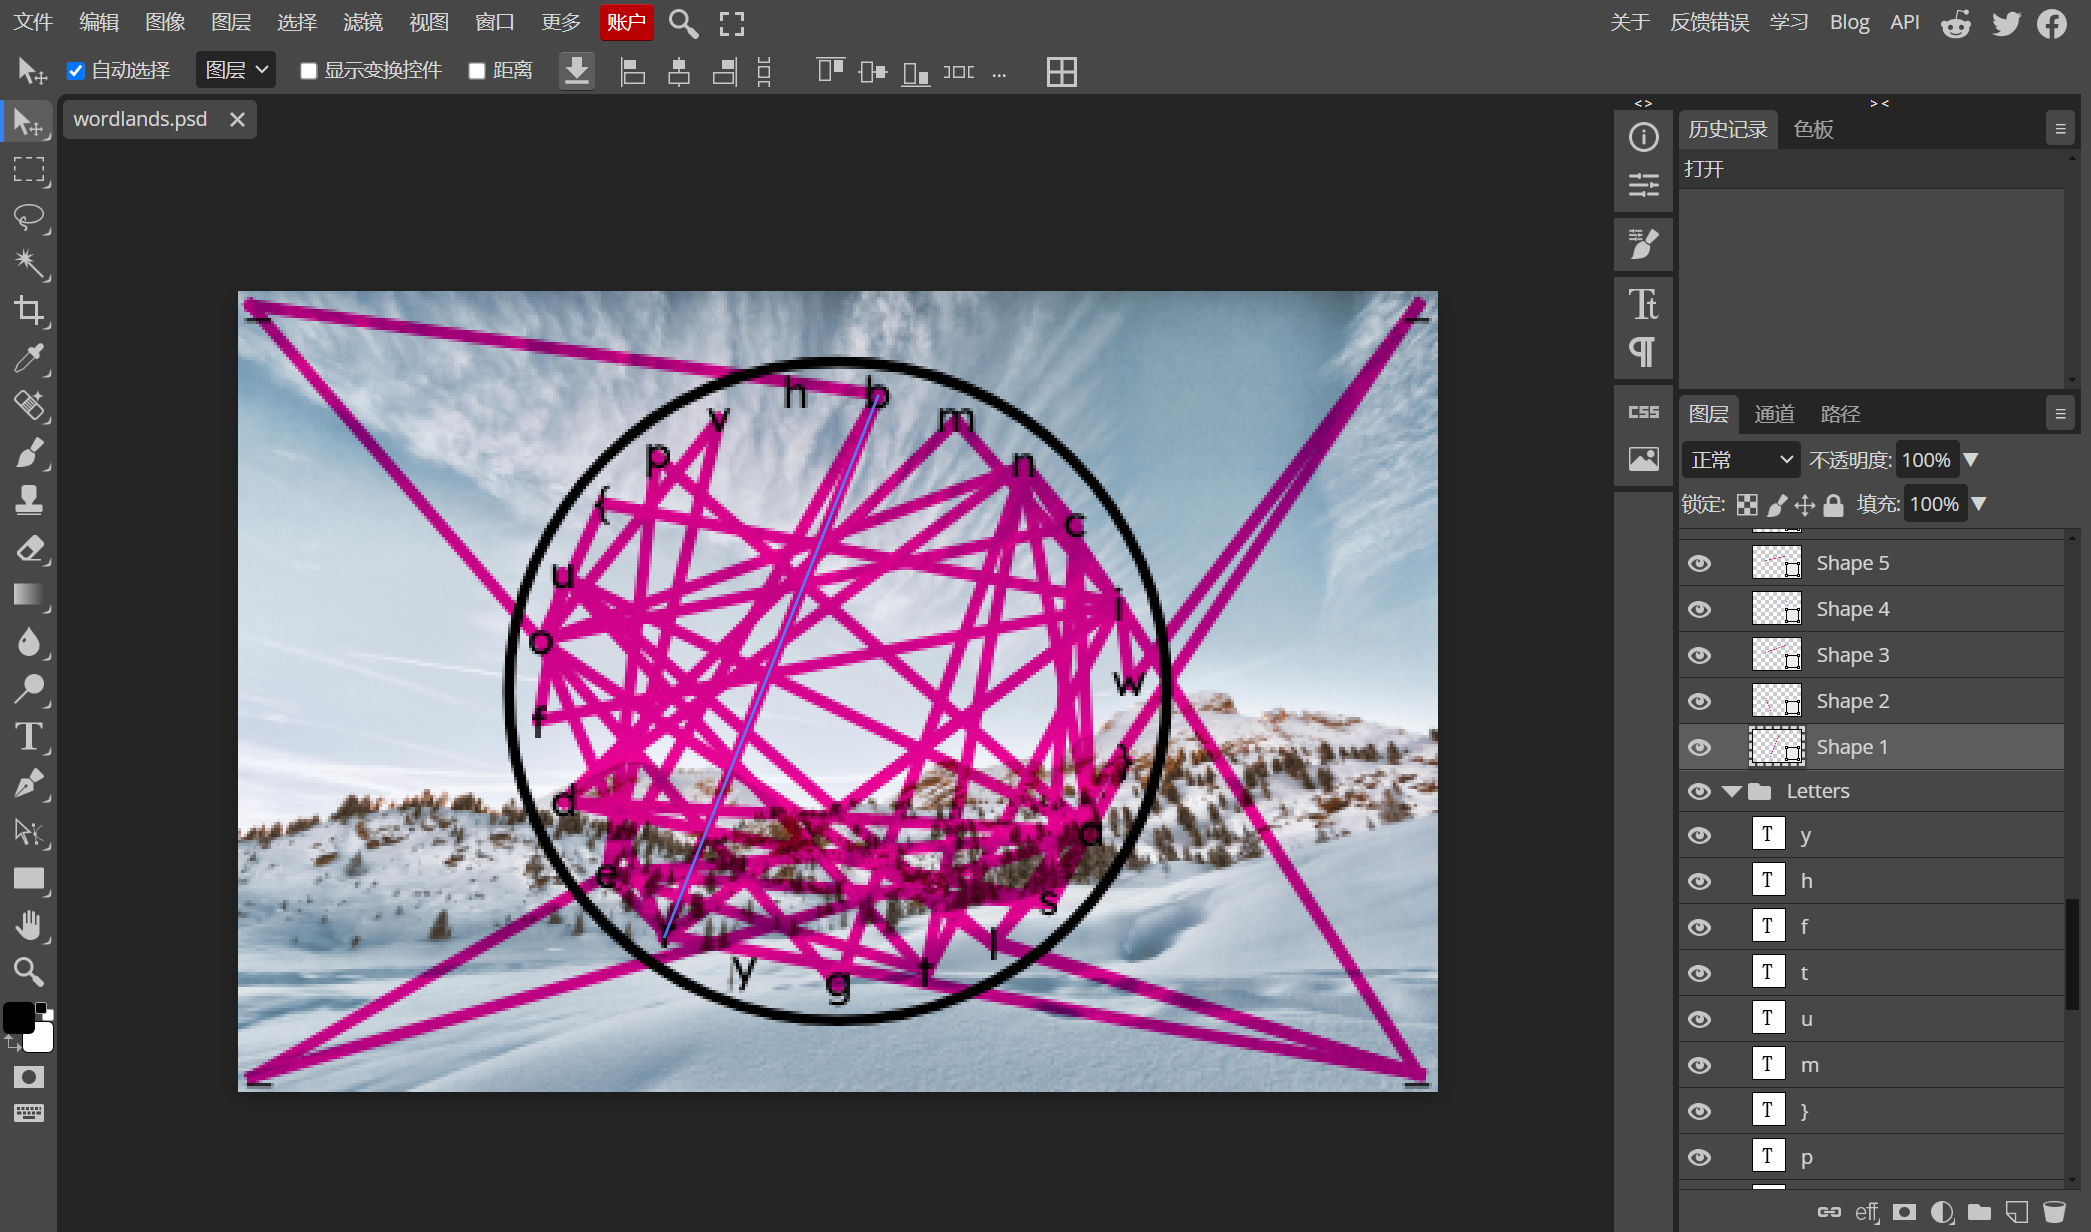 文件 编辑 图像 图层 选择 滤镜 视图 窗口 更多 账户 关于 反馈错误 学习 Blog API
自动选择 图层 显示变换控件 距离 ...
wordlands.psd
<> ><
历史记录 色板
打开
Tt
¶
CSS
图层 通道 路径
正常 不透明度: 100%
锁定: 填充: 100%
Shape 5
Shape 4
Shape 3
Shape 2
Shape 1
Letters
T y
T h
T f
T t
T u
T m
T }
T p
eff
_ _
h b
v m
p n
{ c
u i
o w
f }
d a
e s
r l
y g t
_ _